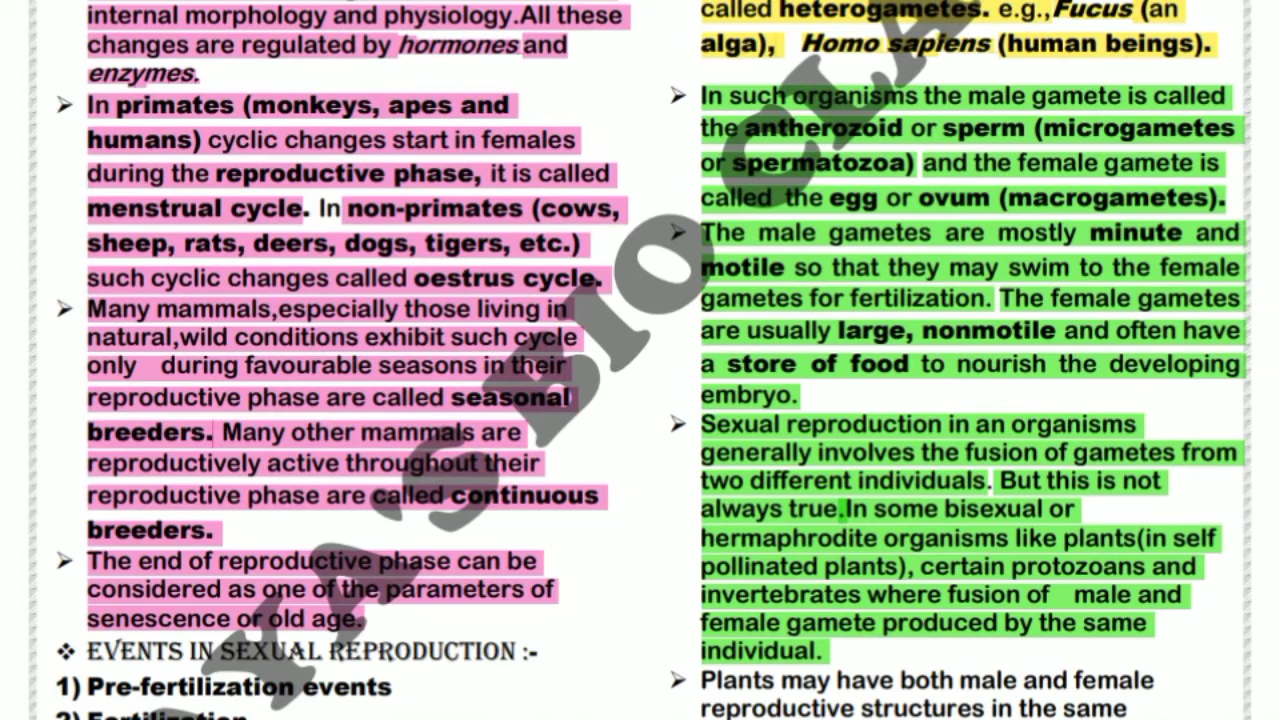 internal morphology and physiology.All these
changes are regulated by hormones and
enzymes.
➢ In primates (monkeys, apes and
humans) cyclic changes start in females
during the reproductive phase, it is called
menstrual cycle. In non-primates (cows,
sheep, rats, deers, dogs, tigers, etc.)
such cyclic changes called oestrus cycle.
➢ Many mammals,especially those living in
natural,wild conditions exhibit such cycle
only during favourable seasons in their
reproductive phase are called seasonal
breeders. Many other mammals are
reproductively active throughout their
reproductive phase are called continuous
breeders.
➢ The end of reproductive phase can be
considered as one of the parameters of
senescence or old age.
❖ EVENTS IN SEXUAL REPRODUCTION :-
1) Pre-fertilization events
2) Fertilization
called heterogametes. e.g.,Fucus (an
alga), Homo sapiens (human beings).
➢ In such organisms the male gamete is called
the antherozoid or sperm (microgametes
or spermatozoa) and the female gamete is
called the egg or ovum (macrogametes).
➢ The male gametes are mostly minute and
motile so that they may swim to the female
gametes for fertilization. The female gametes
are usually large, nonmotile and often have
a store of food to nourish the developing
embryo.
➢ Sexual reproduction in an organisms
generally involves the fusion of gametes from
two different individuals. But this is not
always true.In some bisexual or
hermaphrodite organisms like plants(in self
pollinated plants), certain protozoans and
invertebrates where fusion of male and
female gamete produced by the same
individual.
➢ Plants may have both male and female
reproductive structures in the same
YA'S BIO CLA